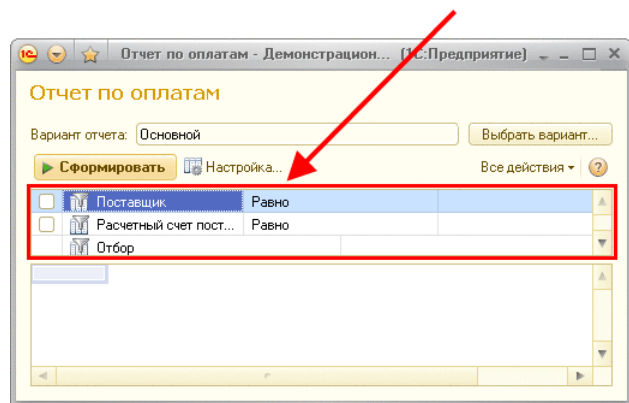 Отчет по оплатам - Демонстрацион... (1С:Предприятие)
Отчет по оплатам
Вариант отчета: Основной Выбрать вариант...
Сформировать Настройка... Все действия ?
Поставщик Равно
Расчетный счет пост... Равно
Отбор